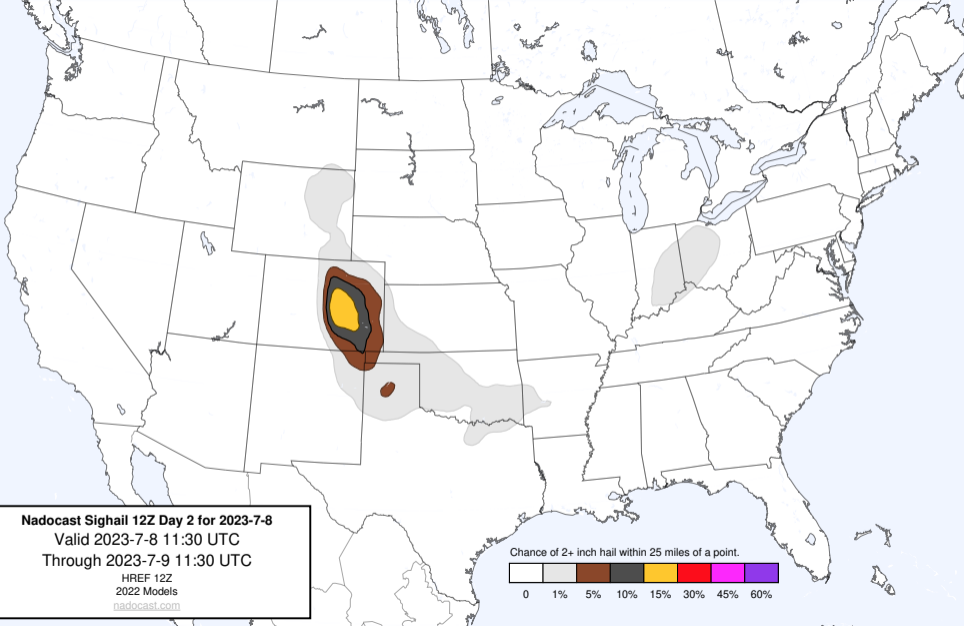 Nadocast Sighail 12Z Day 2 for 2023-7-8
Valid 2023-7-8 11:30 UTC
Through 2023-7-9 11:30 UTC
HREF 12Z
2022 Models
nadocast.com
Chance of 2+ inch hail within 25 miles of a point.
0 1% 5% 10% 15% 30% 45% 60%